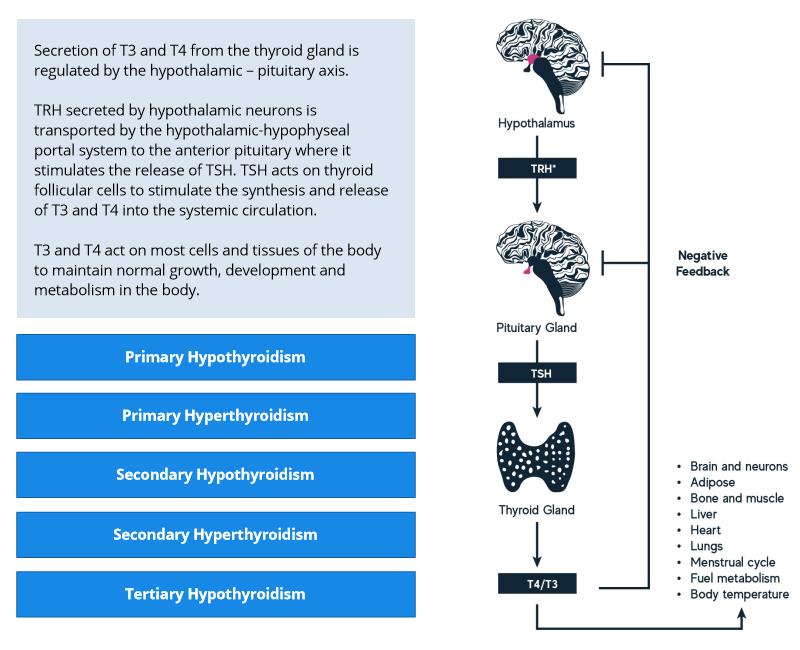 Secretion of T3 and T4 from the thyroid gland is
regulated by the hypothalamic – pituitary axis.
TRH secreted by hypothalamic neurons is
transported by the hypothalamic-hypophyseal
portal system to the anterior pituitary where it
stimulates the release of TSH. TSH acts on thyroid
follicular cells to stimulate the synthesis and release
of T3 and T4 into the systemic circulation.
T3 and T4 act on most cells and tissues of the body
to maintain normal growth, development and
metabolism in the body.
Primary Hypothyroidism
Primary Hyperthyroidism
Secondary Hypothyroidism
Secondary Hyperthyroidism
Tertiary Hypothyroidism
Hypothalamus
TRH*
Pituitary Gland
TSH
Thyroid Gland
T4/T3
Negative
Feedback
• Brain and neurons
• Adipose
• Bone and muscle
• Liver
• Heart
• Lungs
• Menstrual cycle
• Fuel metabolism
• Body temperature